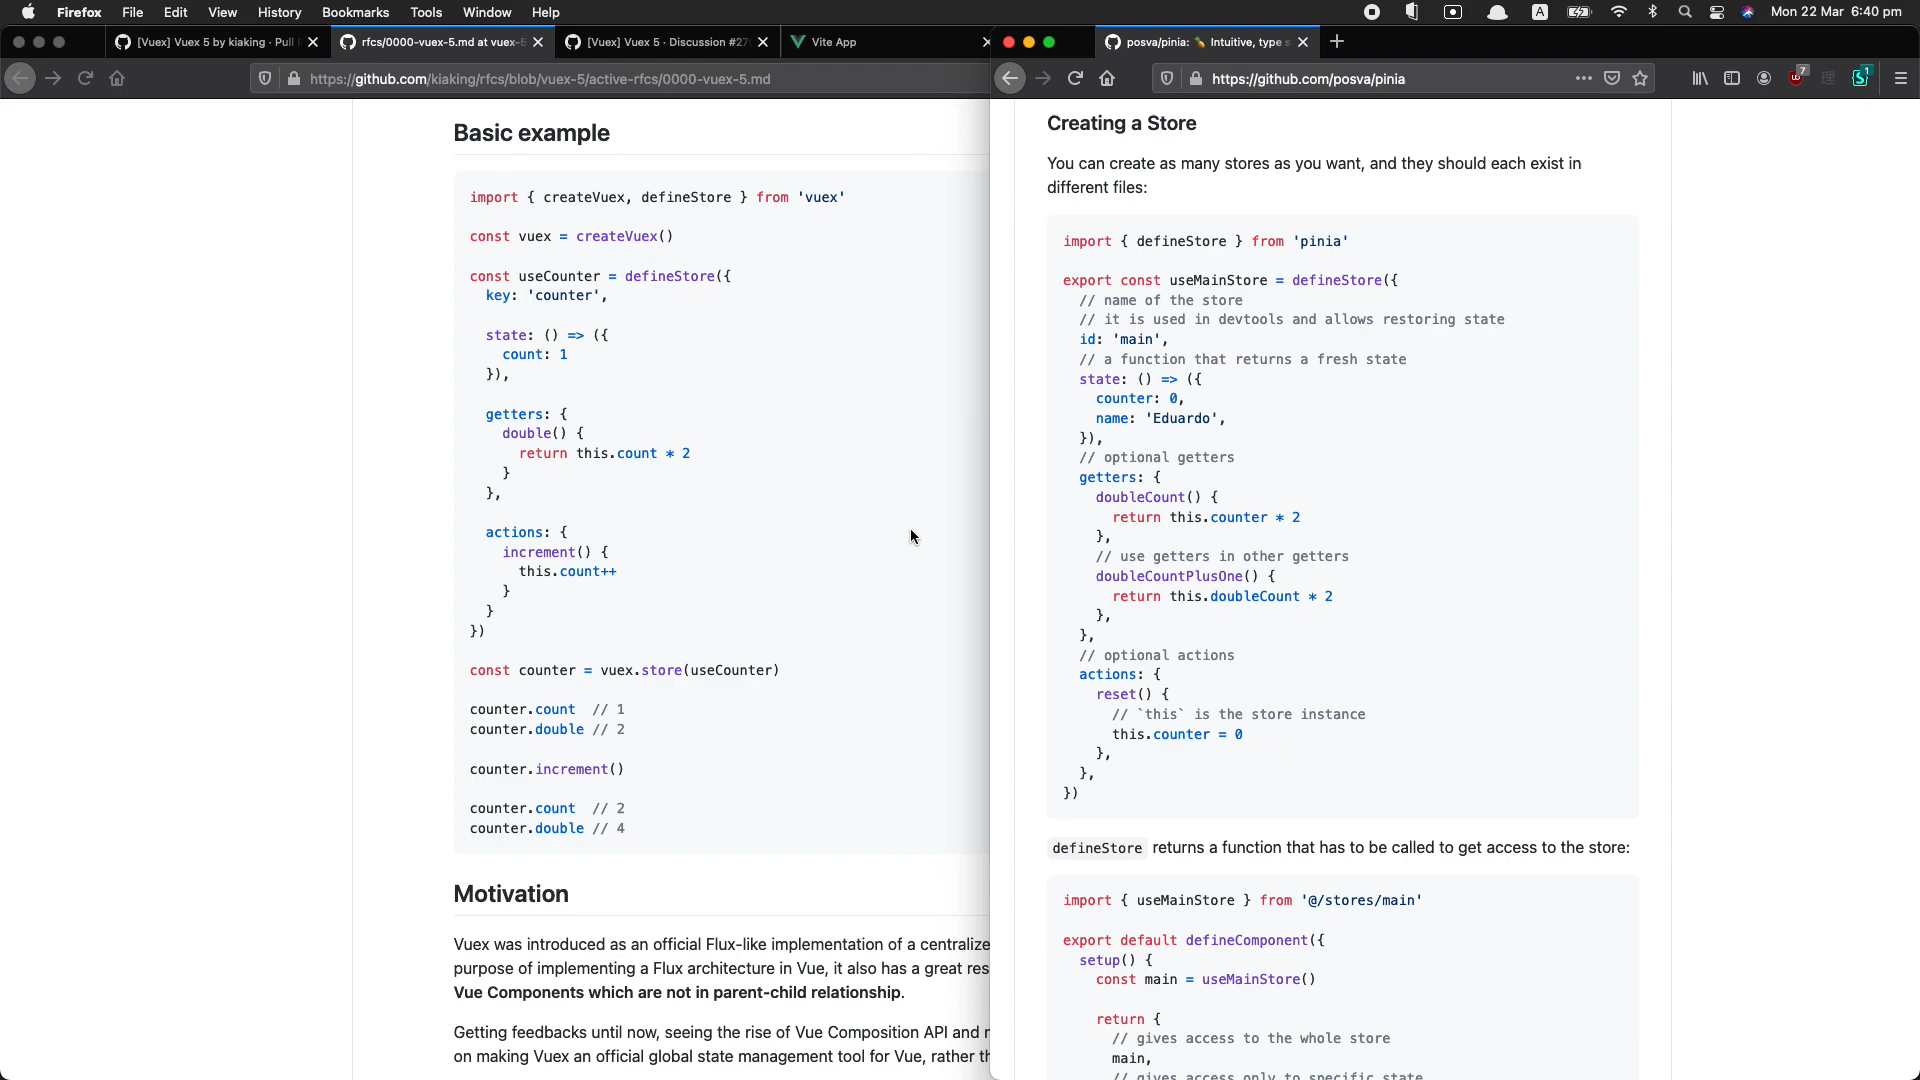 Firefox File Edit View History Bookmarks Tools Window Help
A
Mon 22 Mar 6:40 pm
[Vuex] Vuex 5 by kiaking · Pull
rfcs/0000-vuex-5.md at vuex-5
[Vuex] Vuex 5 · Discussion #27
Vite App
posva/pinia: Intuitive, type s
https://github.com/kiaking/rfcs/blob/vuex-5/active-rfcs/0000-vuex-5.md
https://github.com/posva/pinia
7
1
Basic example
import { createVuex, defineStore } from 'vuex'
const vuex = createVuex()
const useCounter = defineStore({
key: 'counter',
state: () => ({
count: 1
}),
getters: {
double() {
return this.count * 2
}
},
actions: {
increment() {
this.count++
}
}
})
const counter = vuex.store(useCounter)
counter.count // 1
counter.double // 2
counter.increment()
counter.count // 2
counter.double // 4
Motivation
Vuex was introduced as an official Flux-like implementation of a centralize
purpose of implementing a Flux architecture in Vue, it also has a great res
Vue Components which are not in parent-child relationship.
Getting feedbacks until now, seeing the rise of Vue Composition API and
on making Vuex an official global state management tool for Vue, rather th
Creating a Store
You can create as many stores as you want, and they should each exist in
different files:
import { defineStore } from 'pinia'
export const useMainStore = defineStore({
// name of the store
// it is used in devtools and allows restoring state
id: 'main',
// a function that returns a fresh state
state: () => ({
counter: 0,
name: 'Eduardo',
}),
// optional getters
getters: {
doubleCount() {
return this.counter * 2
},
// use getters in other getters
doubleCountPlusOne() {
return this.doubleCount * 2
},
},
// optional actions
actions: {
reset() {
// `this` is the store instance
this.counter = 0
},
},
})
defineStore returns a function that has to be called to get access to the store:
import { useMainStore } from '@/stores/main'
export default defineComponent({
setup() {
const main = useMainStore()
return {
// gives access to the whole store
main,
// gives access only to specific state